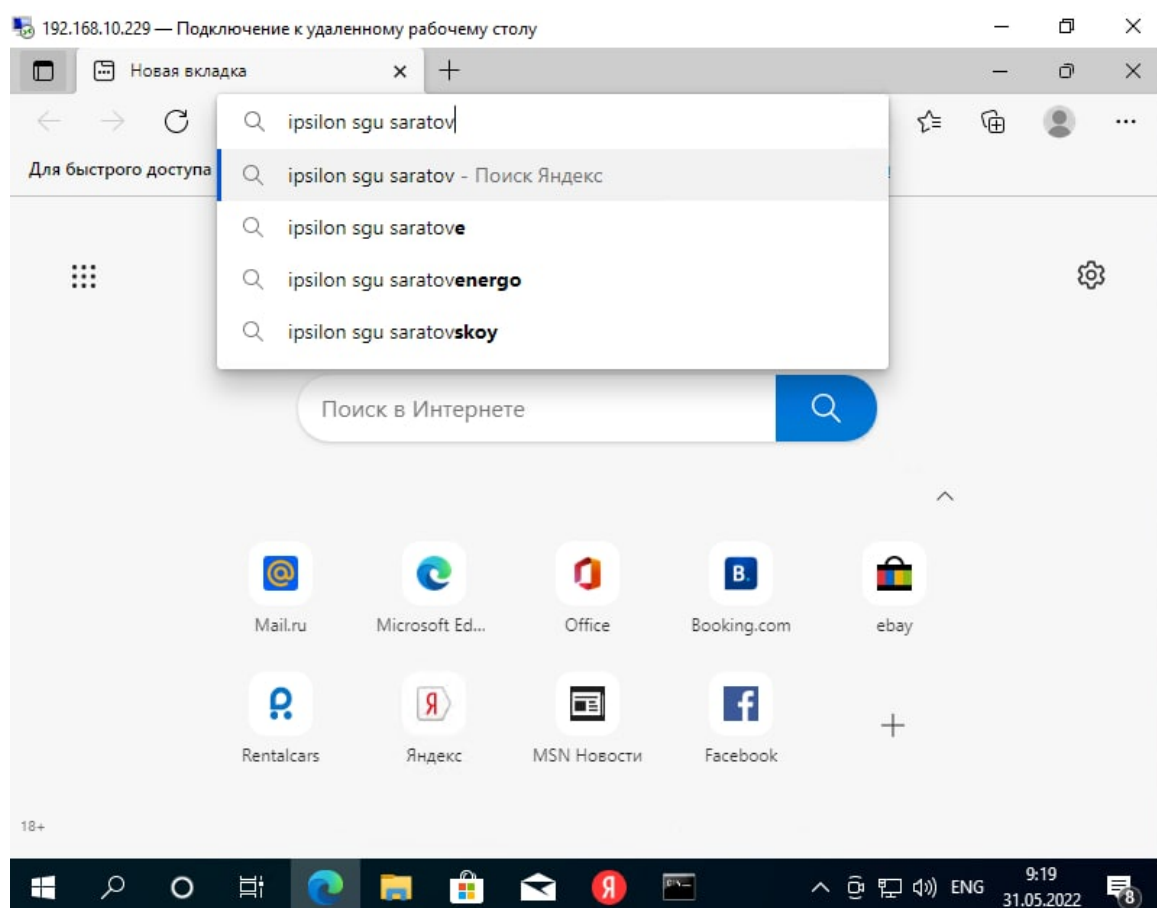 192.168.10.229 — Подключение к удаленному рабочему столу
Новая вкладка
ipsilon sgu saratov
Для быстрого доступа
ipsilon sgu saratov - Поиск Яндекс
ipsilon sgu saratove
ipsilon sgu saratovenergo
ipsilon sgu saratovskoy
Поиск в Интернете
Mail.ru Microsoft Ed... Office Booking.com ebay
Rentalcars Яндекс MSN Новости Facebook
18+
ENG 9:19
31.05.2022 8